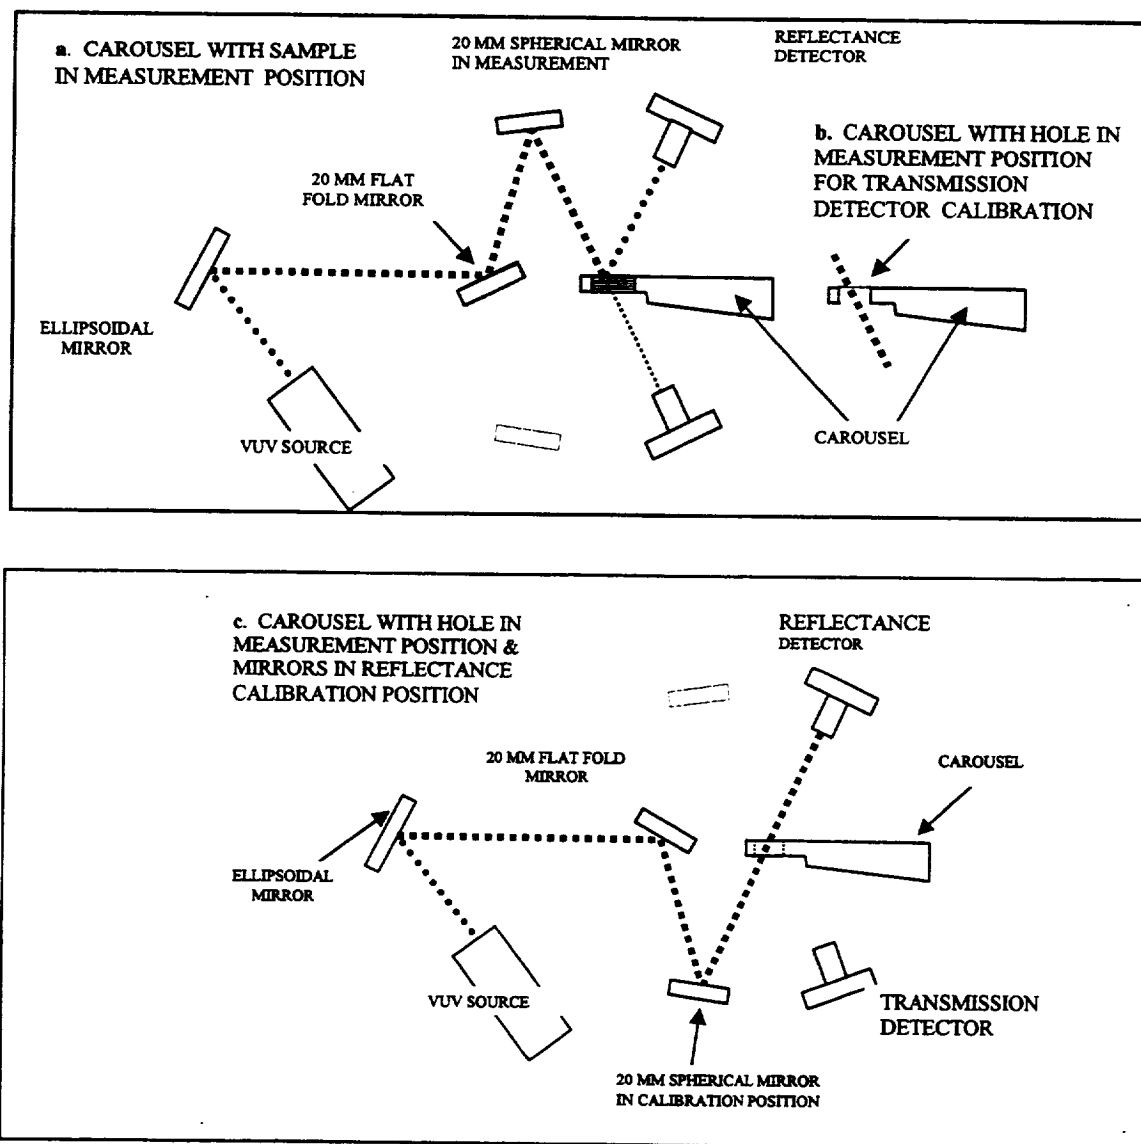 a. CAROUSEL WITH SAMPLE
IN MEASUREMENT POSITION
20 MM SPHERICAL MIRROR
IN MEASUREMENT
REFLECTANCE
DETECTOR
b. CAROUSEL WITH HOLE IN
MEASUREMENT POSITION
FOR TRANSMISSION
DETECTOR CALIBRATION
20 MM FLAT
FOLD MIRROR
ELLIPSOIDAL
MIRROR
VUV SOURCE
CAROUSEL
c. CAROUSEL WITH HOLE IN
MEASUREMENT POSITION &
MIRRORS IN REFLECTANCE
CALIBRATION POSITION
REFLECTANCE
DETECTOR
20 MM FLAT FOLD
MIRROR
CAROUSEL
ELLIPSOIDAL
MIRROR
VUV SOURCE
TRANSMISSION
DETECTOR
20 MM SPHERICAL MIRROR
IN CALIBRATION POSITION